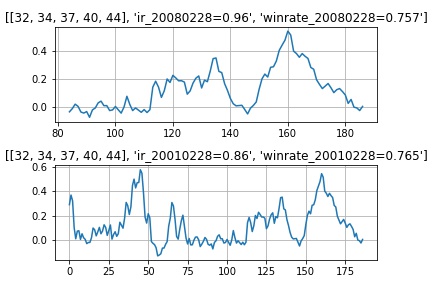 [[32, 34, 37, 40, 44], 'ir_20080228=0.96', 'winrate_20080228=0.757']
0.4
0.2
0.0
80 100 120 140 160 180
[[32, 34, 37, 40, 44], 'ir_20010228=0.86', 'winrate_20010228=0.765']
0.6
0.4
0.2
0.0
0 25 50 75 100 125 150 175